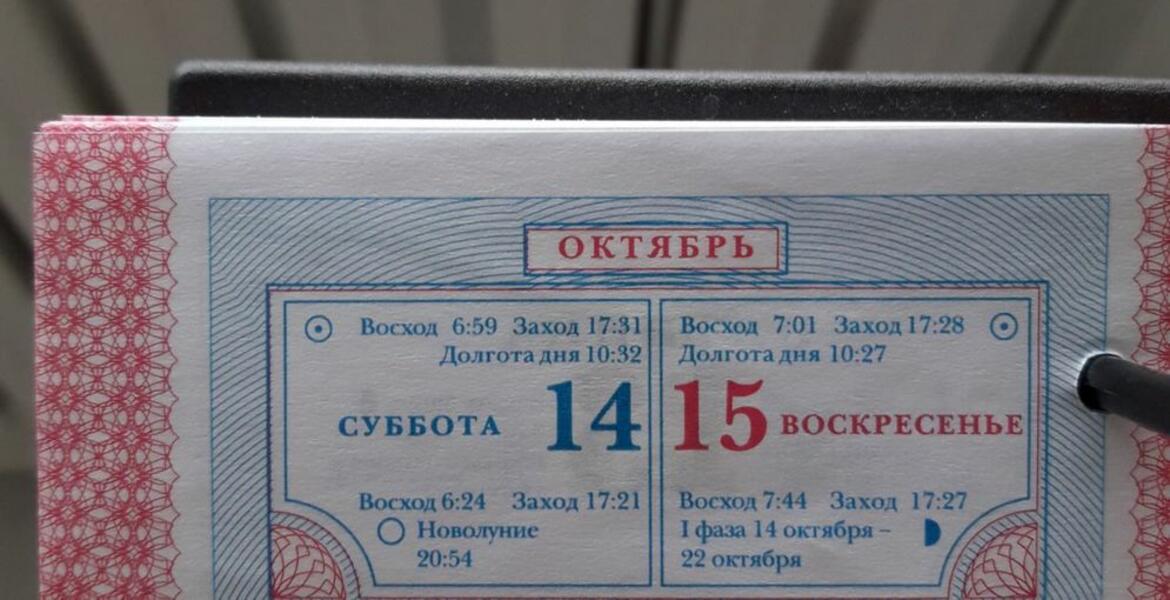 ОКТЯБРЬ
Восход 6:59 Заход 17:31
Долгота дня 10:32
СУББОТА 14
Восход 6:24 Заход 17:21
Новолуние
20:54
Восход 7:01 Заход 17:28
Долгота дня 10:27
15 ВОСКРЕСЕНЬЕ
Восход 7:44 Заход 17:27
I фаза 14 октября –
22 октября